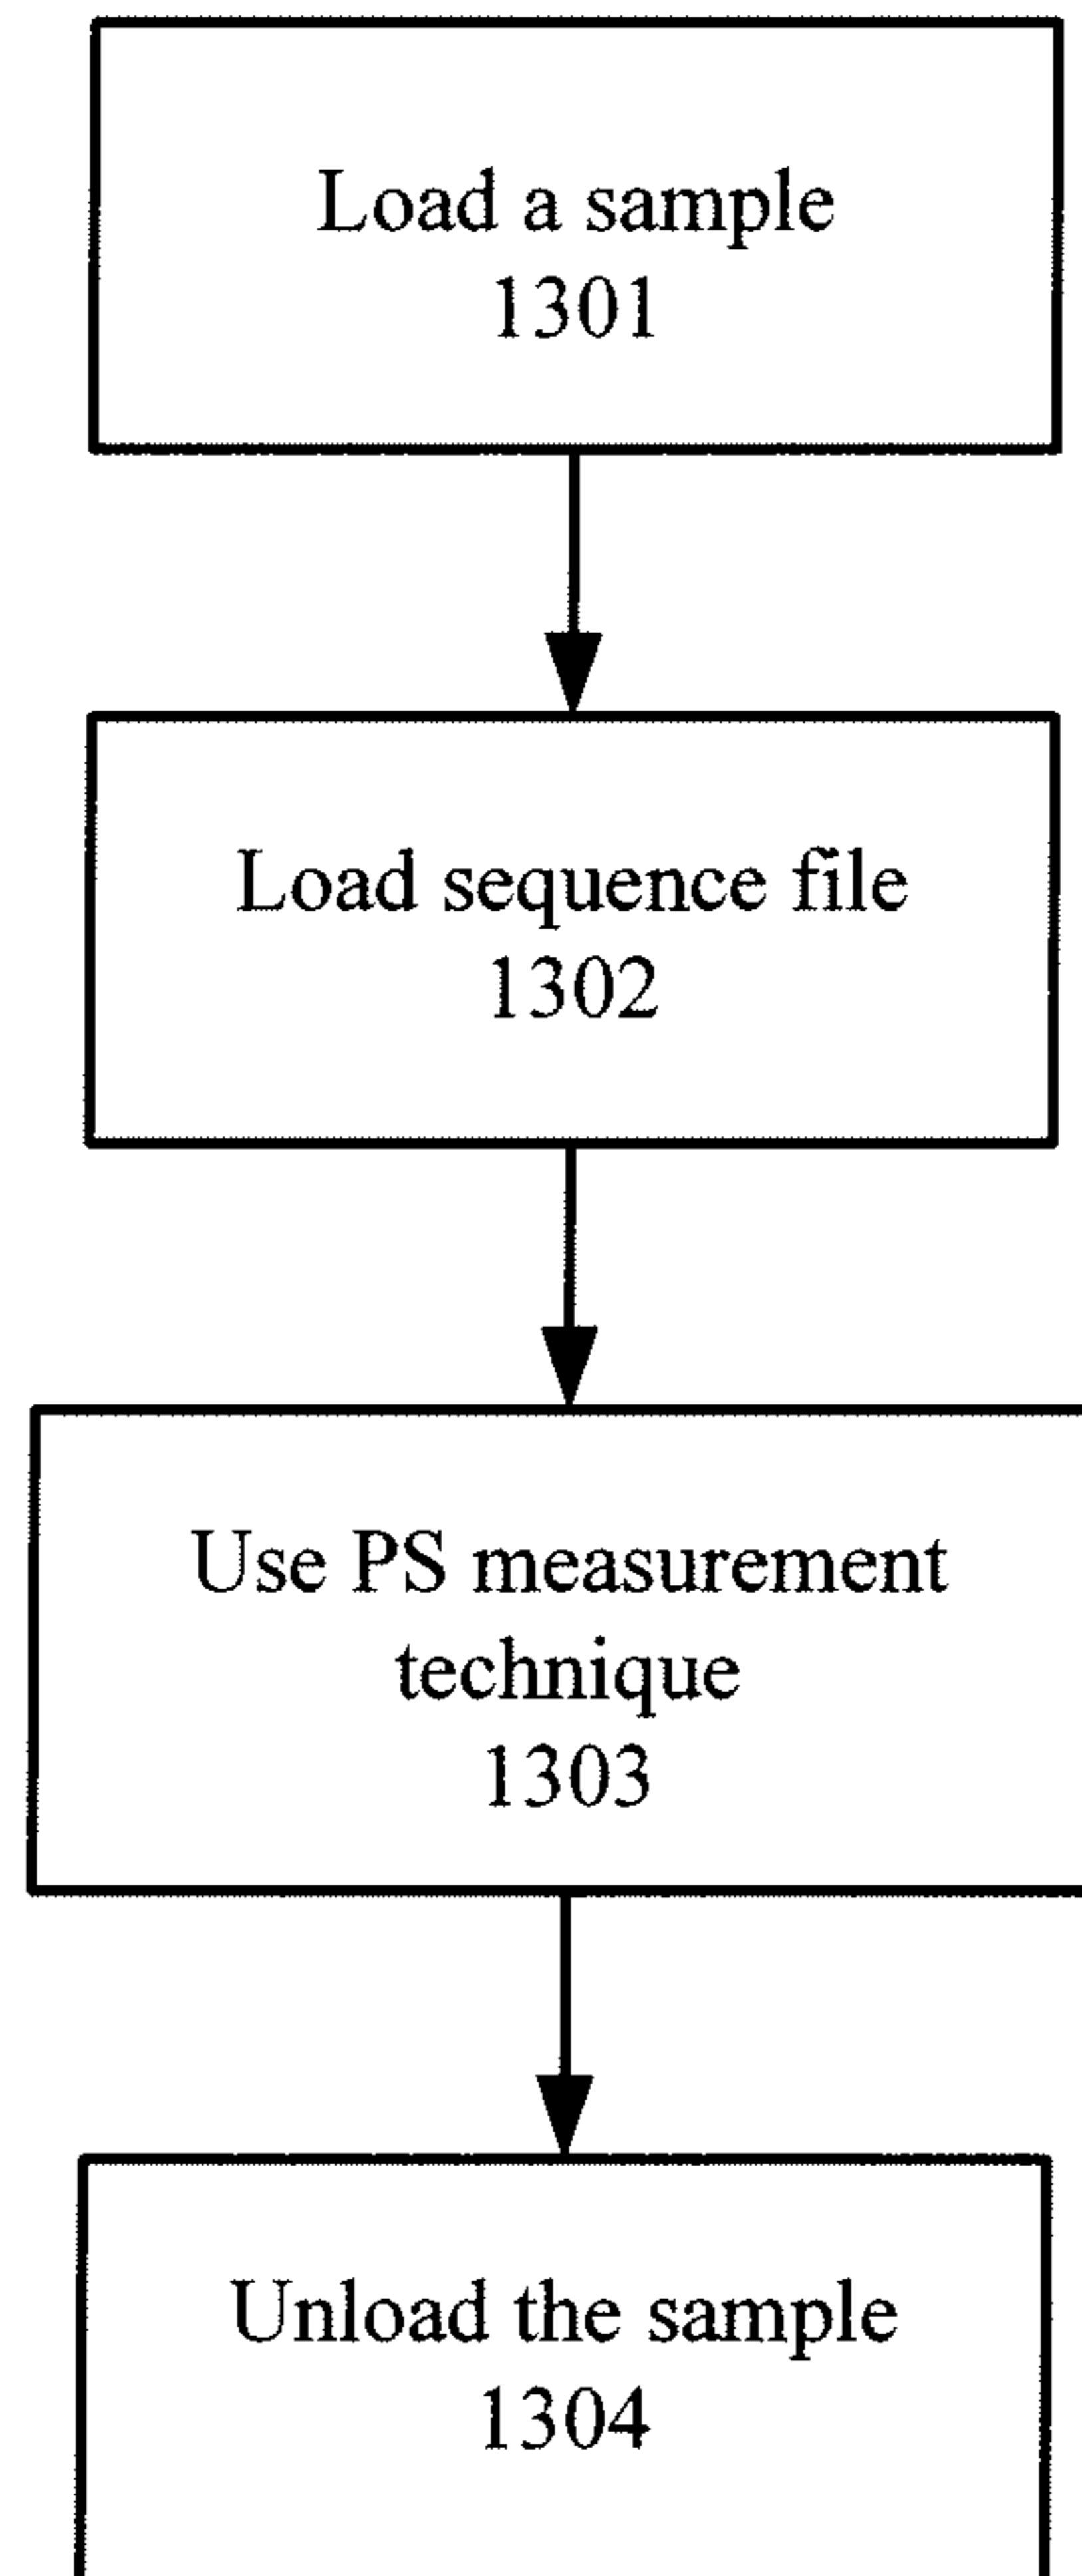 Load a sample
1301
Load sequence file
1302
Use PS measurement
technique
1303
Unload the sample
1304